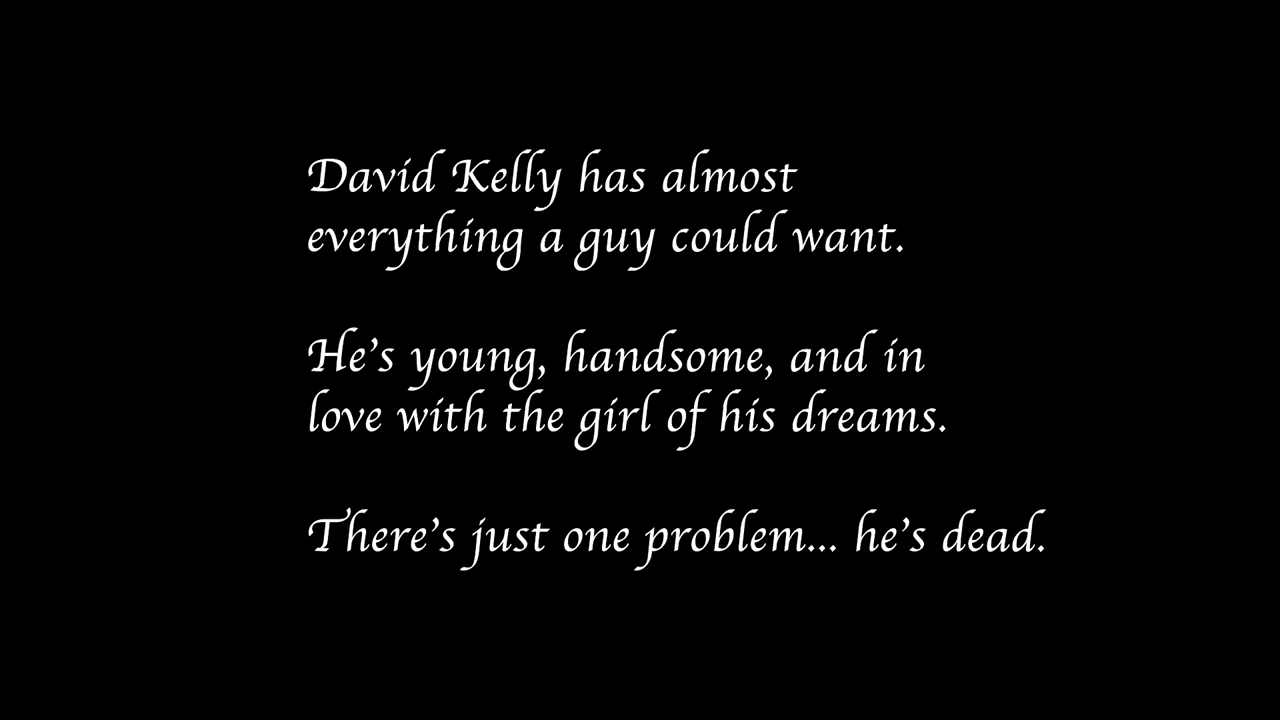 David Kelly has almost
everything a guy could want.
He's young, handsome, and in
love with the girl of his dreams.
There's just one problem... he's dead.